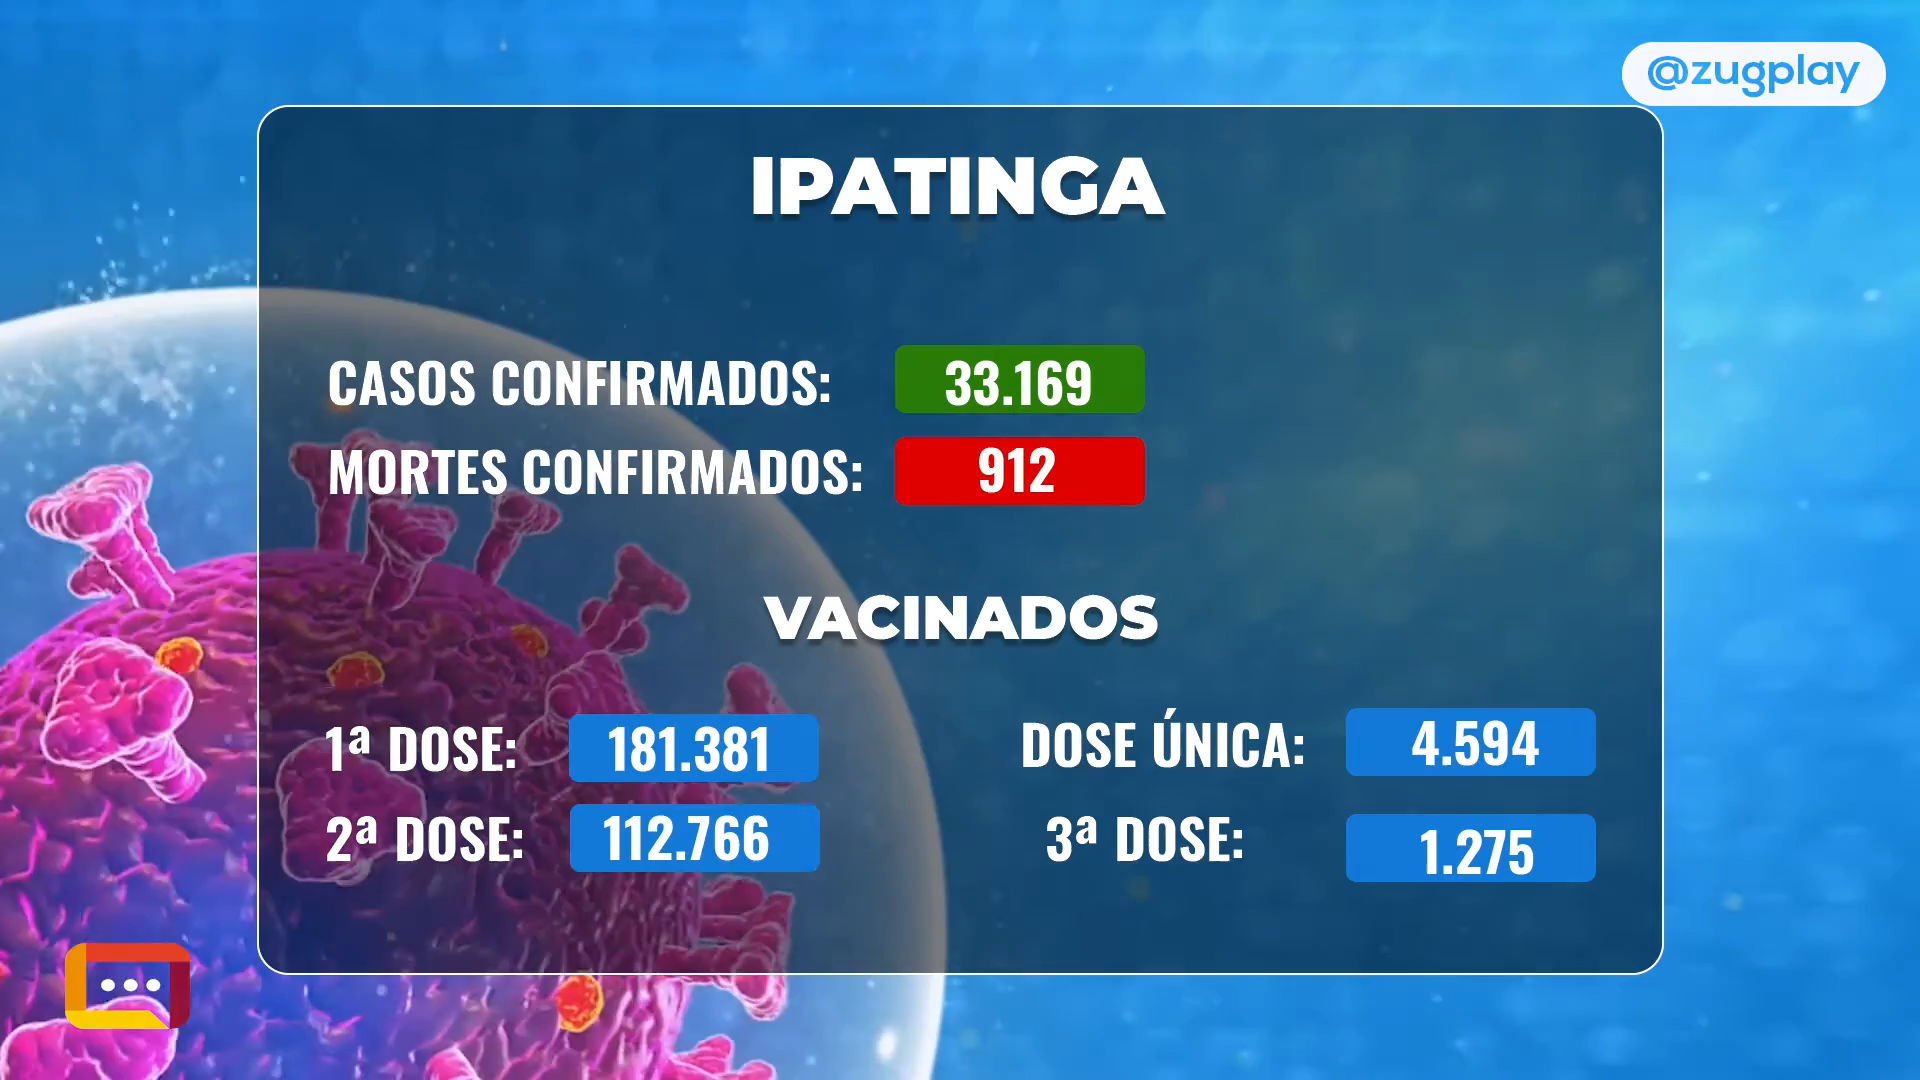 @zugplay
IPATINGA
CASOS CONFIRMADOS: 33.169
MORTES CONFIRMADOS: 912
VACINADOS
1ª DOSE: 181.381
DOSE ÚNICA: 4.594
2ª DOSE: 112.766
3ª DOSE: 1.275